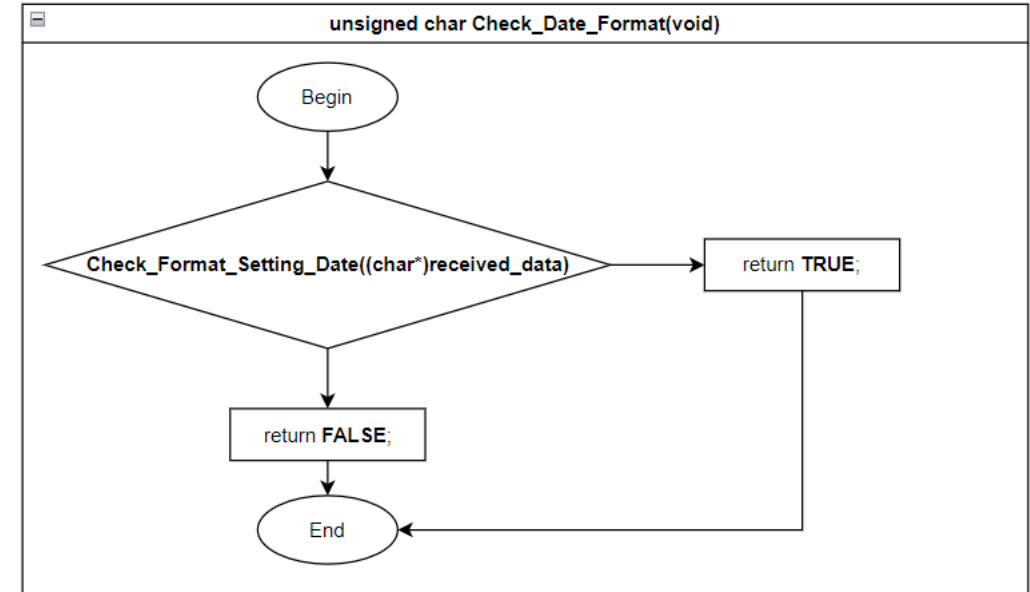 unsigned char Check_Date_Format(void)
Begin
Check_Format_Setting_Date((char*)received_data)
return TRUE;
return FALSE;
End